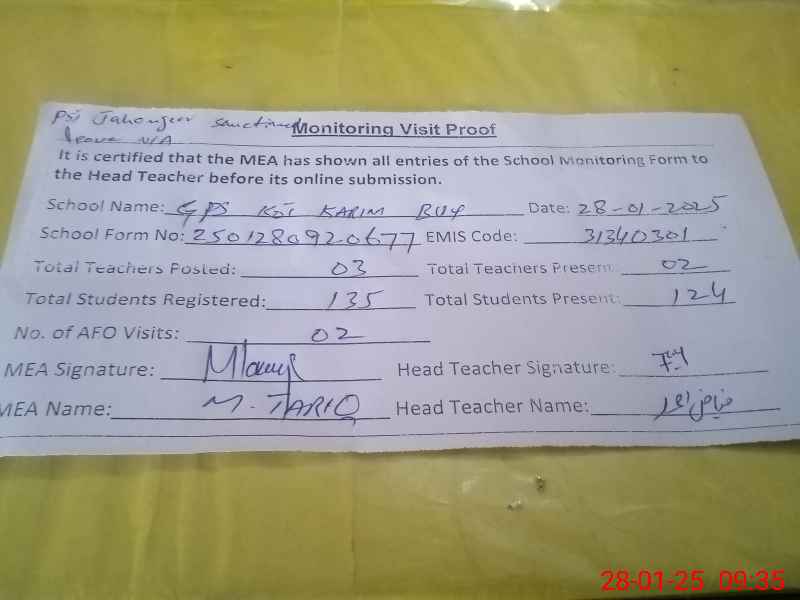 PSI Jahangeer Sanctioned
leave N/A
Monitoring Visit Proof
It is certified that the MEA has shown all entries of the School Monitoring Form to
the Head Teacher before its online submission.
School Name: GPS KOT KARIM BUX Date: 28-01-2025
School Form No: 2501280920677 EMIS Code: 31340301
Total Teachers Posted: 03 Total Teachers Present: 02
Total Students Registered: 135 Total Students Present: 124
No. of AFO Visits: 02
MEA Signature: Head Teacher Signature:
MEA Name: M. TARIQ Head Teacher Name: فیاض احمد
28-01-25 09:35